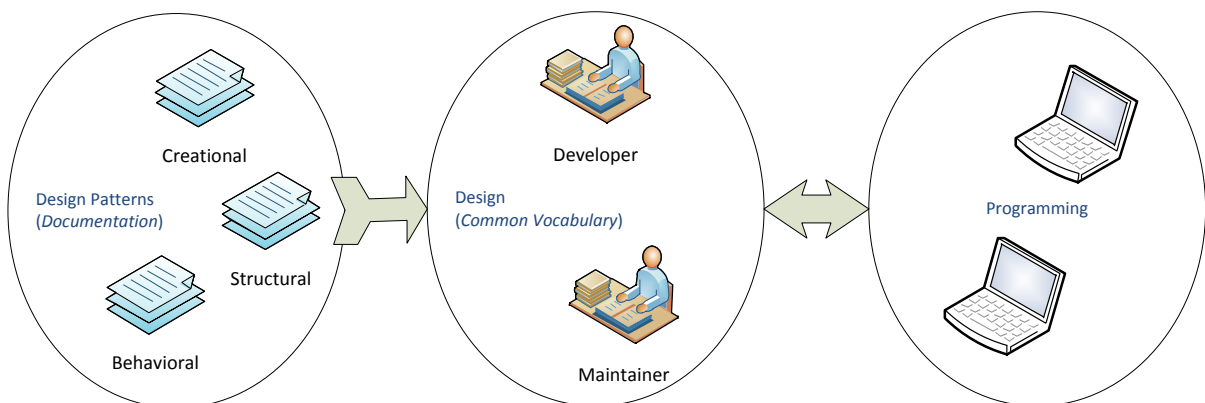 Creational
Design Patterns
(Documentation)
Structural
Behavioral
Developer
Design
(Common Vocabulary)
Maintainer
Programming